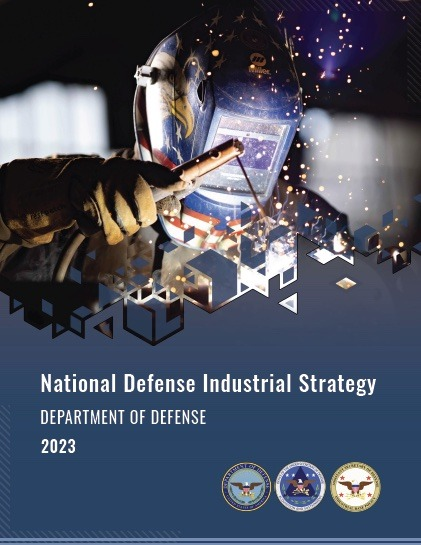 National Defense Industrial Strategy
DEPARTMENT OF DEFENSE
2023